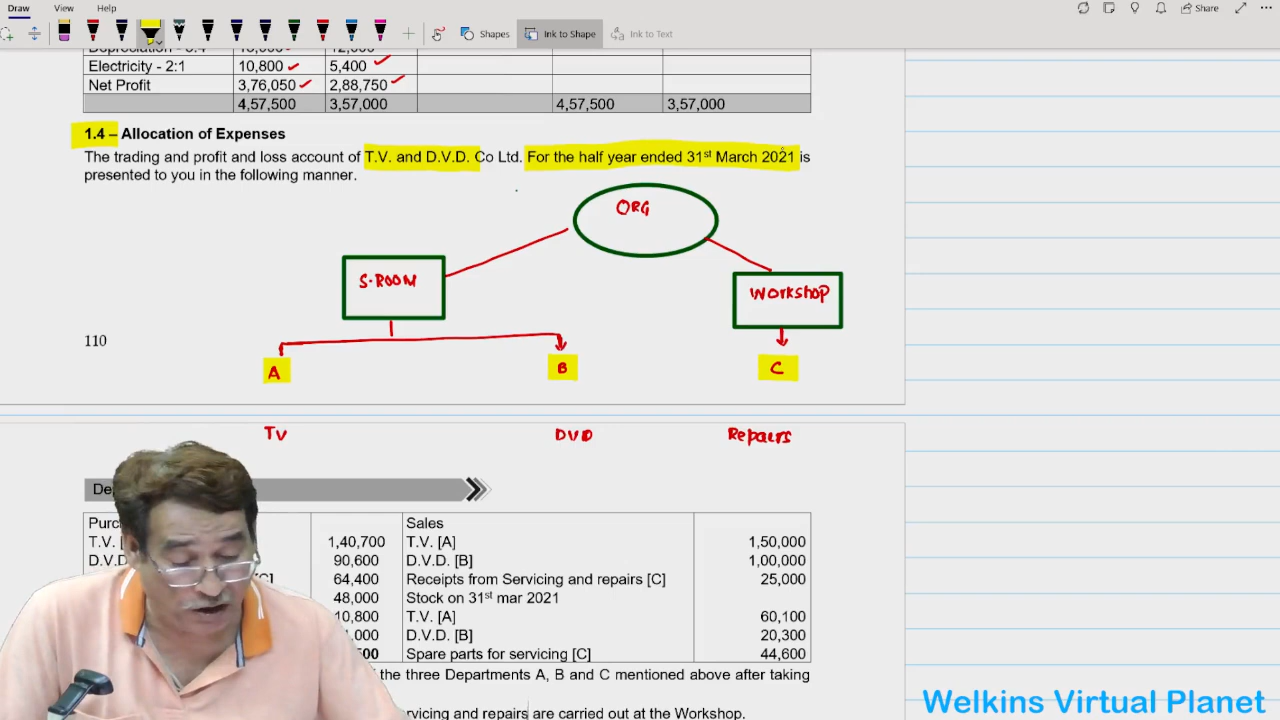 Draw View Help
Share
Shapes Ink to Shape Ink to Text
Electricity - 2:1 10,800 5,400
Net Profit 3,76,050 2,88,750
4,57,500 3,57,000 4,57,500 3,57,000
1.4 – Allocation of Expenses
The trading and profit and loss account of T.V. and D.V.D. Co Ltd. For the half year ended 31st March 2021 is
presented to you in the following manner.
ORG
S.ROOM
WORKSHOP
110
A B C
TV DVD Repairs
Purc Sales
T.V. 1,40,700 T.V. [A] 1,50,000
D.V.D. 90,600 D.V.D. [B] 1,00,000
[C] 64,400 Receipts from Servicing and repairs [C] 25,000
48,000 Stock on 31st mar 2021
10,800 T.V. [A] 60,100
,000 D.V.D. [B] 20,300
00 Spare parts for servicing [C] 44,600
the three Departments A, B and C mentioned above after taking
servicing and repairs are carried out at the Workshop.
Welkins Virtual Planet